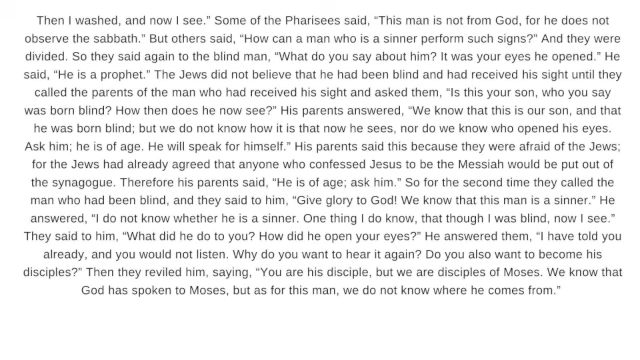 Then I washed, and now I see.” Some of the Pharisees said, “This man is not from God, for he does not
observe the sabbath.” But others said, “How can a man who is a sinner perform such signs?” And they were
divided. So they said again to the blind man, “What do you say about him? It was your eyes he opened.” He
said, “He is a prophet.” The Jews did not believe that he had been blind and had received his sight until they
called the parents of the man who had received his sight and asked them, “Is this your son, who you say
was born blind? How then does he now see?” His parents answered, “We know that this is our son, and that
he was born blind; but we do not know how it is that now he sees, nor do we know who opened his eyes.
Ask him; he is of age. He will speak for himself.” His parents said this because they were afraid of the Jews;
for the Jews had already agreed that anyone who confessed Jesus to be the Messiah would be put out of
the synagogue. Therefore his parents said, “He is of age; ask him.” So for the second time they called the
man who had been blind, and they said to him, “Give glory to God! We know that this man is a sinner.” He
answered, “I do not know whether he is a sinner. One thing I do know, that though I was blind, now I see.”
They said to him, “What did he do to you? How did he open your eyes?” He answered them, “I have told you
already, and you would not listen. Why do you want to hear it again? Do you also want to become his
disciples?” Then they reviled him, saying, “You are his disciple, but we are disciples of Moses. We know that
God has spoken to Moses, but as for this man, we do not know where he comes from.”